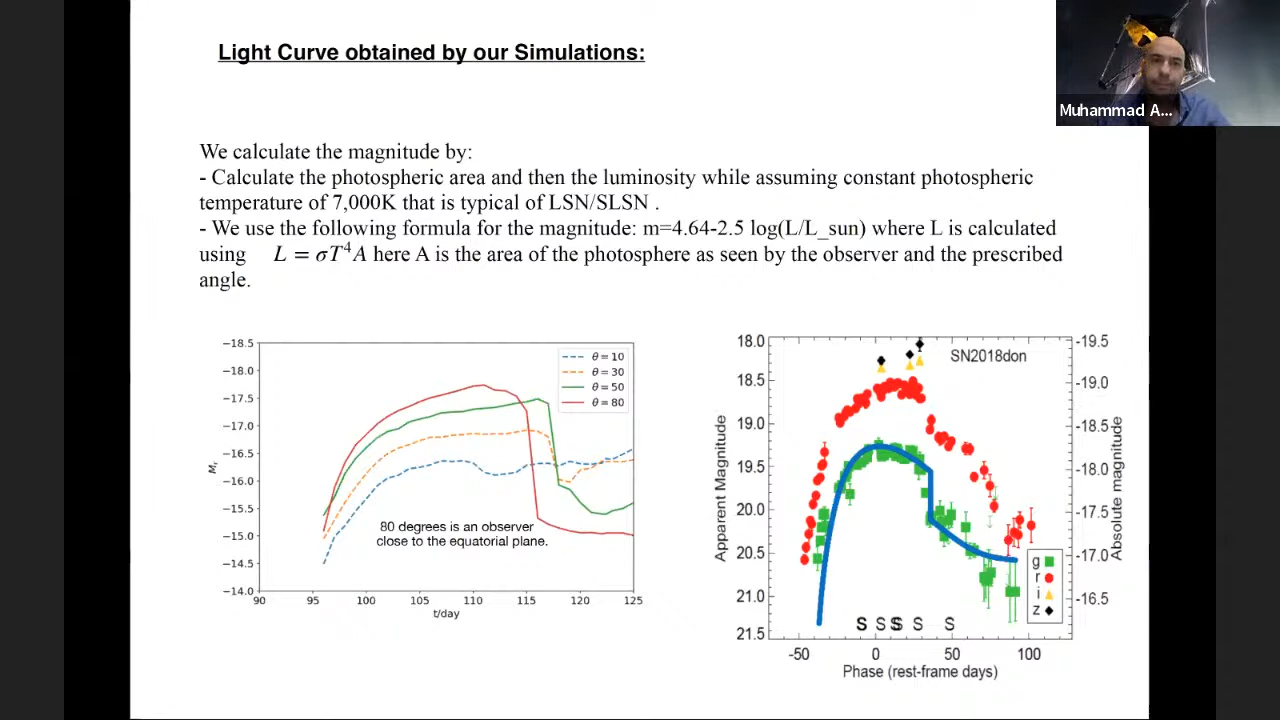 Light Curve obtained by our Simulations:
Muhammad A...
We calculate the magnitude by:
- Calculate the photospheric area and then the luminosity while assuming constant photospheric
temperature of 7,000K that is typical of LSN/SLSN .
- We use the following formula for the magnitude: m=4.64-2.5 log(L/L_sun) where L is calculated
using L = σT⁴A here A is the area of the photosphere as seen by the observer and the prescribed
angle.
−18.5
−18.0
−17.5
−17.0
−16.5
−16.0
−15.5
−15.0
−14.5
−14.0
θ = 10
θ = 30
θ = 50
θ = 80
80 degrees is an observer
close to the equatorial plane.
90 95 100 105 110 115 120 125
t/day
Apparent Magnitude
18.0
18.5
19.0
19.5
20.0
20.5
21.0
21.5
SN2018don
-19.5
-19.0
-18.5
-18.0
-17.5
-17.0
-16.5
Absolute magnitude
g
r
i
z
S S S S S S
-50 0 50 100
Phase (rest-frame days)